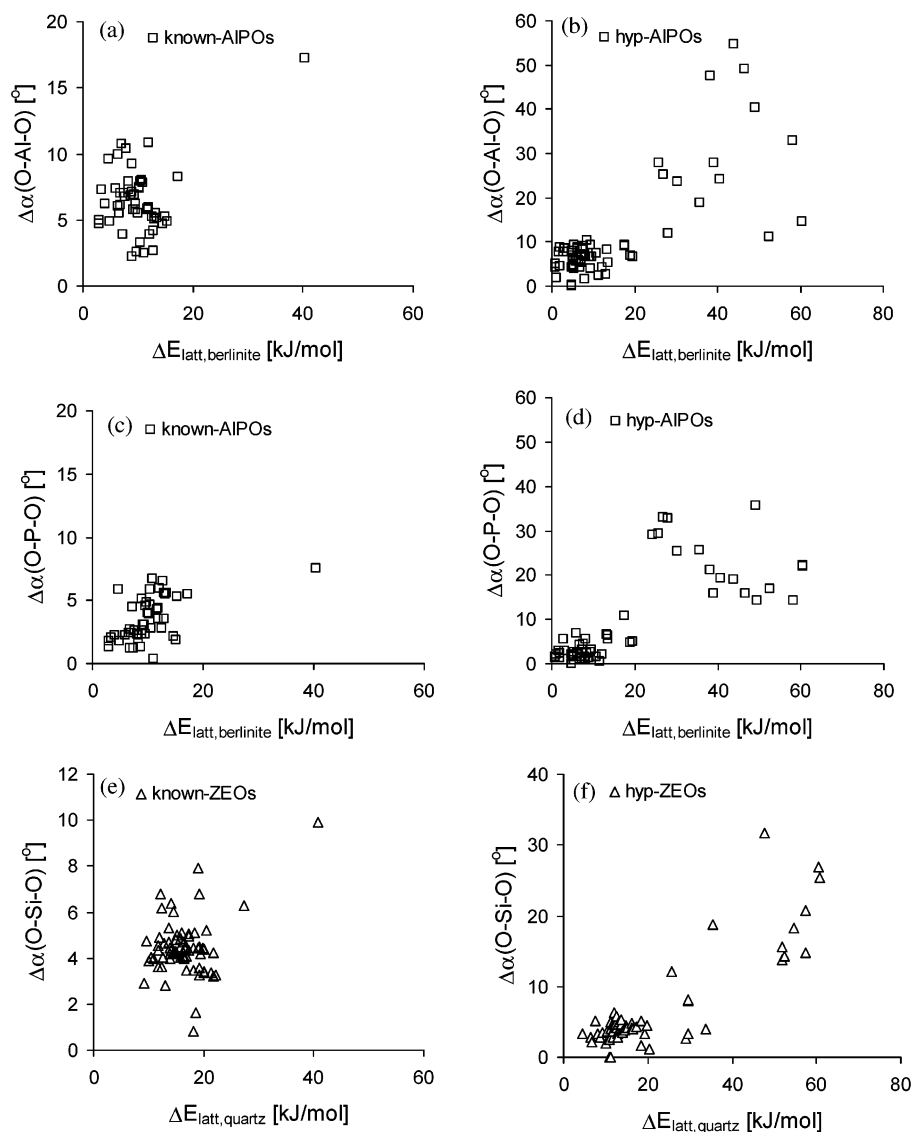 (a) known-AlPOs
Δα(O-Al-O) [°]
20
15
10
5
0
0 20 40 60
ΔElatt,berlinite [kJ/mol]
(b) hyp-AlPOs
Δα(O-Al-O) [°]
60
50
40
30
20
10
0
0 20 40 60 80
ΔElatt,berlinite [kJ/mol]
(c) known-AlPOs
Δα(O-P-O) [°]
20
15
10
5
0
0 20 40 60
ΔElatt,berlinite [kJ/mol]
(d) hyp-AlPOs
Δα(O-P-O) [°]
60
50
40
30
20
10
0
0 20 40 60 80
ΔElatt,berlinite [kJ/mol]
(e) known-ZEOs
Δα(O-Si-O) [°]
12
10
8
6
4
2
0
0 20 40 60
ΔElatt,quartz [kJ/mol]
(f) hyp-ZEOs
Δα(O-Si-O) [°]
40
30
20
10
0
0 20 40 60 80
ΔElatt,quartz [kJ/mol]